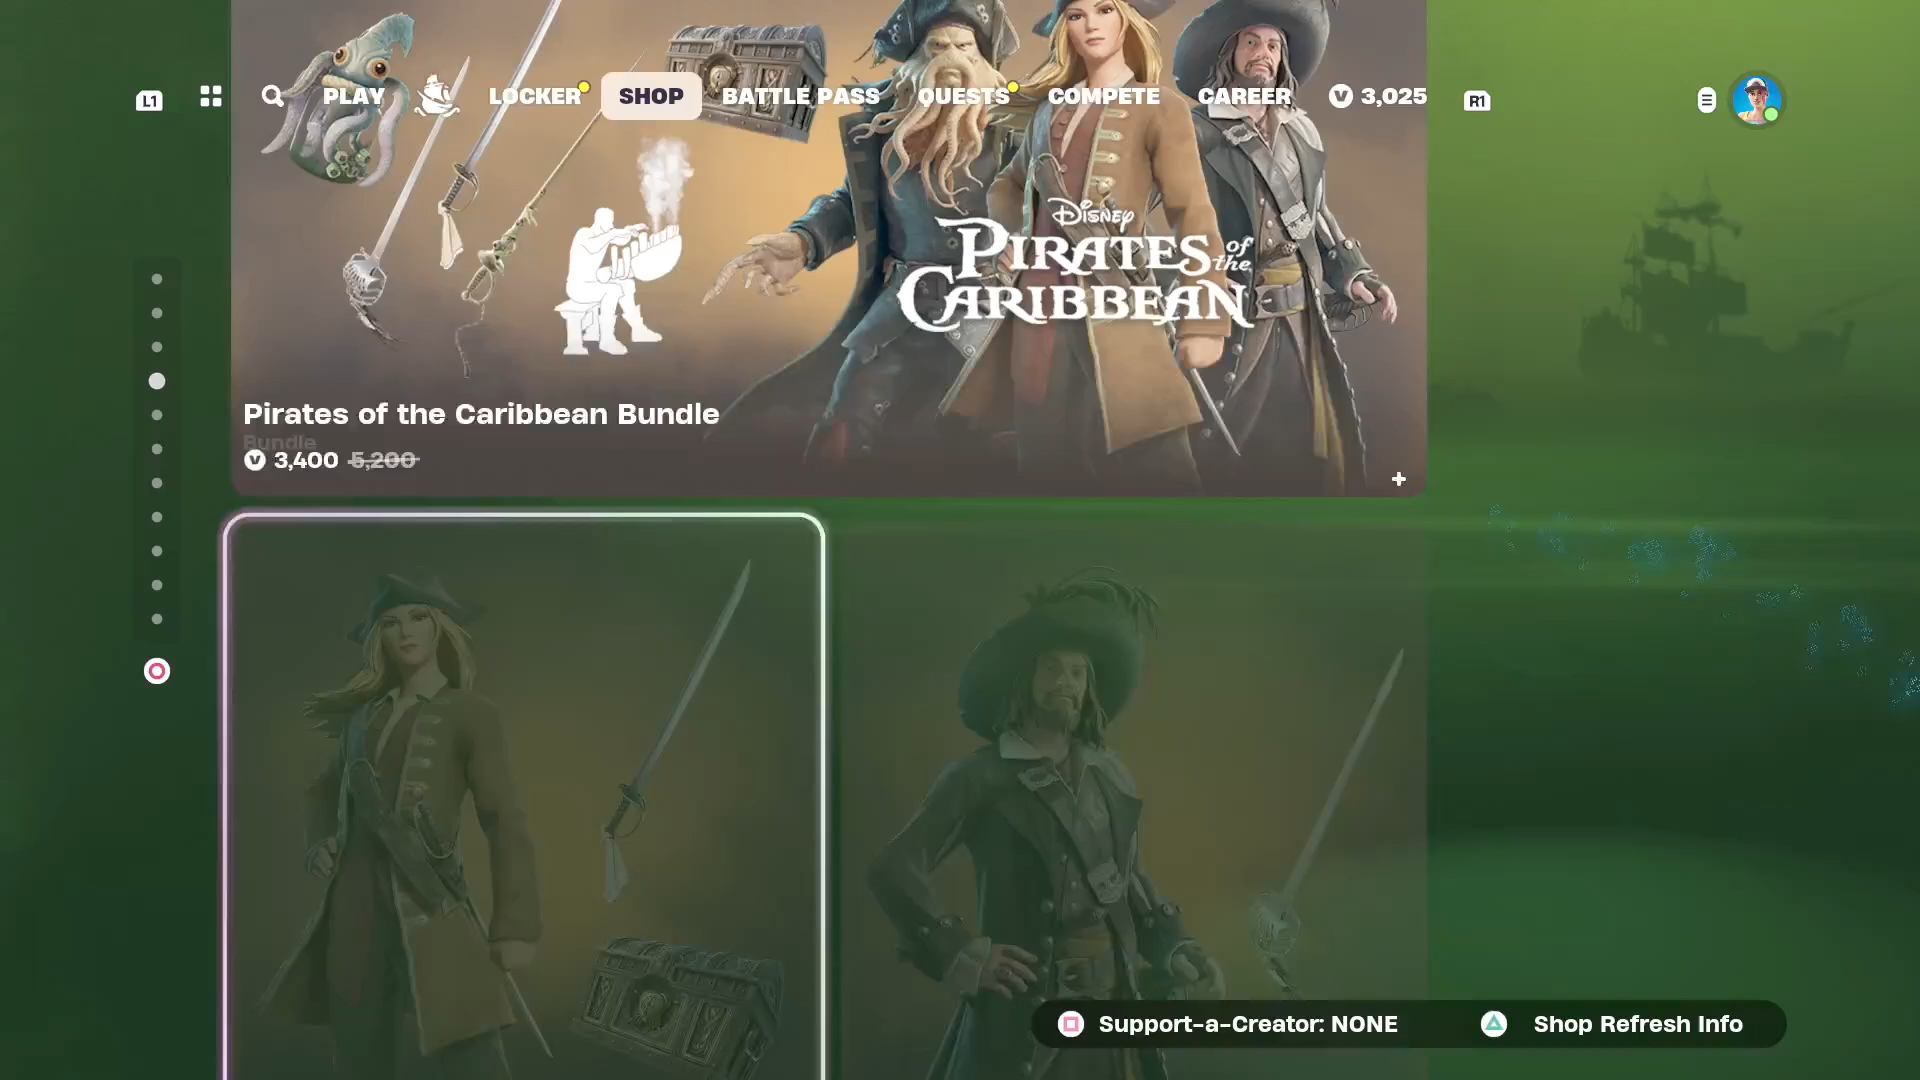 L1
PLAY
LOCKER
SHOP
BATTLE PASS
QUESTS
COMPETE
CAREER
3,025
R1
Disney
PIRATES of the
CARIBBEAN
Pirates of the Caribbean Bundle
Bundle
3,400 5,200
+
Support-a-Creator: NONE
Shop Refresh Info